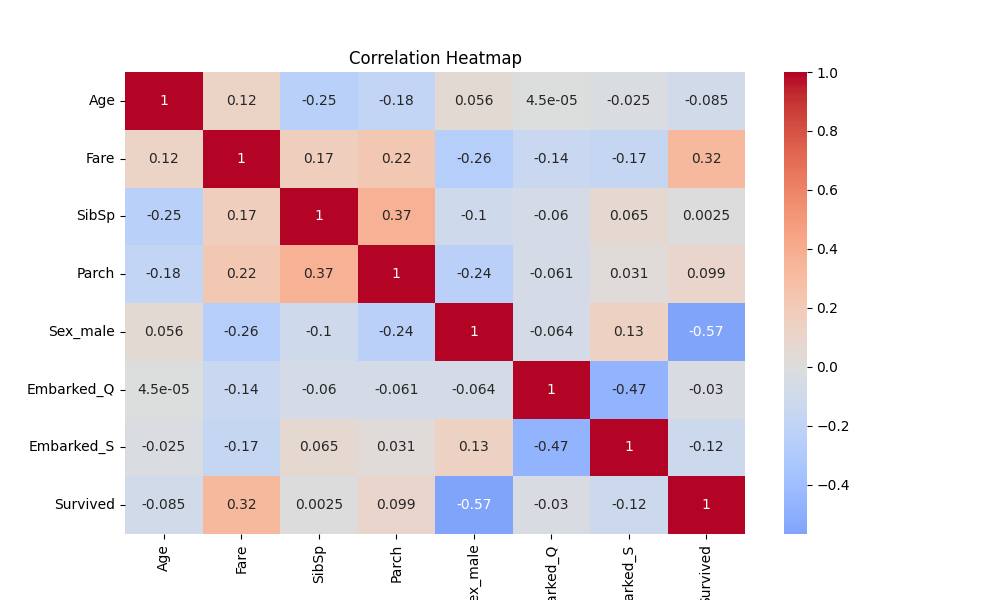 Correlation Heatmap
Age 1 0.12 -0.25 -0.18 0.056 4.5e-05 -0.025 -0.085
Fare 0.12 1 0.17 0.22 -0.26 -0.14 -0.17 0.32
SibSp -0.25 0.17 1 0.37 -0.1 -0.06 0.065 0.0025
Parch -0.18 0.22 0.37 1 -0.24 -0.061 0.031 0.099
Sex_male 0.056 -0.26 -0.1 -0.24 1 -0.064 0.13 -0.57
Embarked_Q 4.5e-05 -0.14 -0.06 -0.061 -0.064 1 -0.47 -0.03
Embarked_S -0.025 -0.17 0.065 0.031 0.13 -0.47 1 -0.12
Survived -0.085 0.32 0.0025 0.099 -0.57 -0.03 -0.12 1
Age
Fare
SibSp
Parch
ex_male
arked_Q
arked_S
urvived
1.0
0.8
0.6
0.4
0.2
0.0
−0.2
−0.4